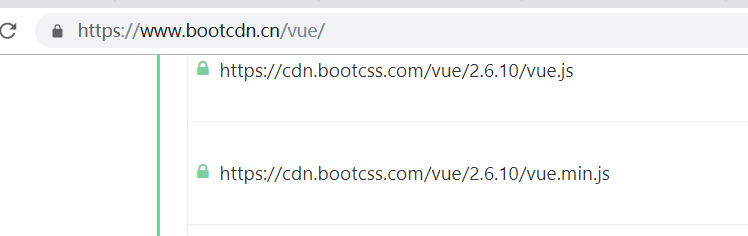 https://www.bootcdn.cn/vue/
https://cdn.bootcss.com/vue/2.6.10/vue.js
https://cdn.bootcss.com/vue/2.6.10/vue.min.js